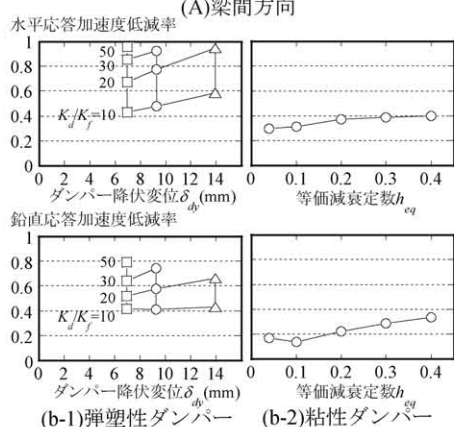 (A)梁間方向
水平応答加速度低減率
1
0.8
0.6
0.4
0.2
0
50
30
20
K_d/K_f=10
0 2 4 6 8 10 12 14
0 0.1 0.2 0.3 0.4
ダンパー降伏変位δ_dy(mm)
等価減衰定数h_eq
鉛直応答加速度低減率
1
0.8
0.6
0.4
0.2
0
50
30
20
K_d/K_f=10
0 2 4 6 8 10 12 14
0 0.1 0.2 0.3 0.4
ダンパー降伏変位δ_dy(mm)
等価減衰定数h_eq
(b-1)弾塑性ダンパー (b-2)粘性ダンパー